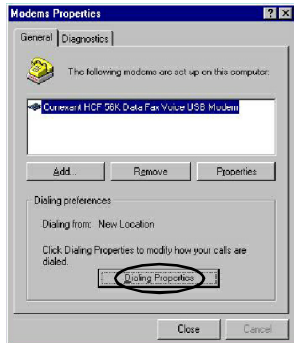 Modems Properties
General Diagnostics
The following modems are set up on this computer:
Conexant HCF 56K Data Fax Voice USB Modem
Add... Remove Properties
Dialing preferences
Dialing from: New Location
Click Dialing Properties to modify how your calls are
dialed.
Dialing Properties
Close Cancel